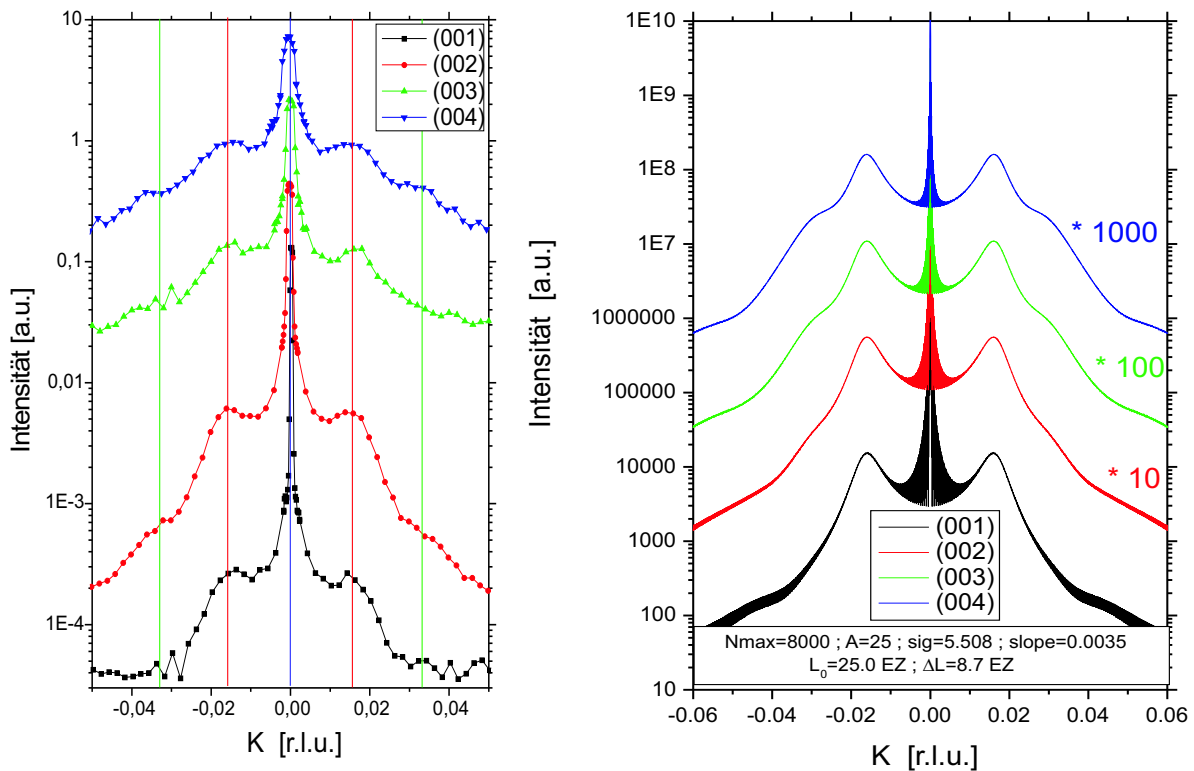 10
1
0,1
0,01
1E-3
1E-4
-0,04
-0,02
0,00
0,02
0,04
K [r.l.u.]
Intensität [a.u.]
(001)
(002)
(003)
(004)
1E10
1E9
1E8
1E7
1000000
100000
10000
1000
100
10
-0.06
-0.04
-0.02
0.00
0.02
0.04
0.06
K [r.l.u.]
Intensität [a.u.]
* 1000
* 100
* 10
(001)
(002)
(003)
(004)
Nmax=8000 ; A=25 ; sig=5.508 ; slope=0.0035
L0=25.0 EZ ; ΔL=8.7 EZ